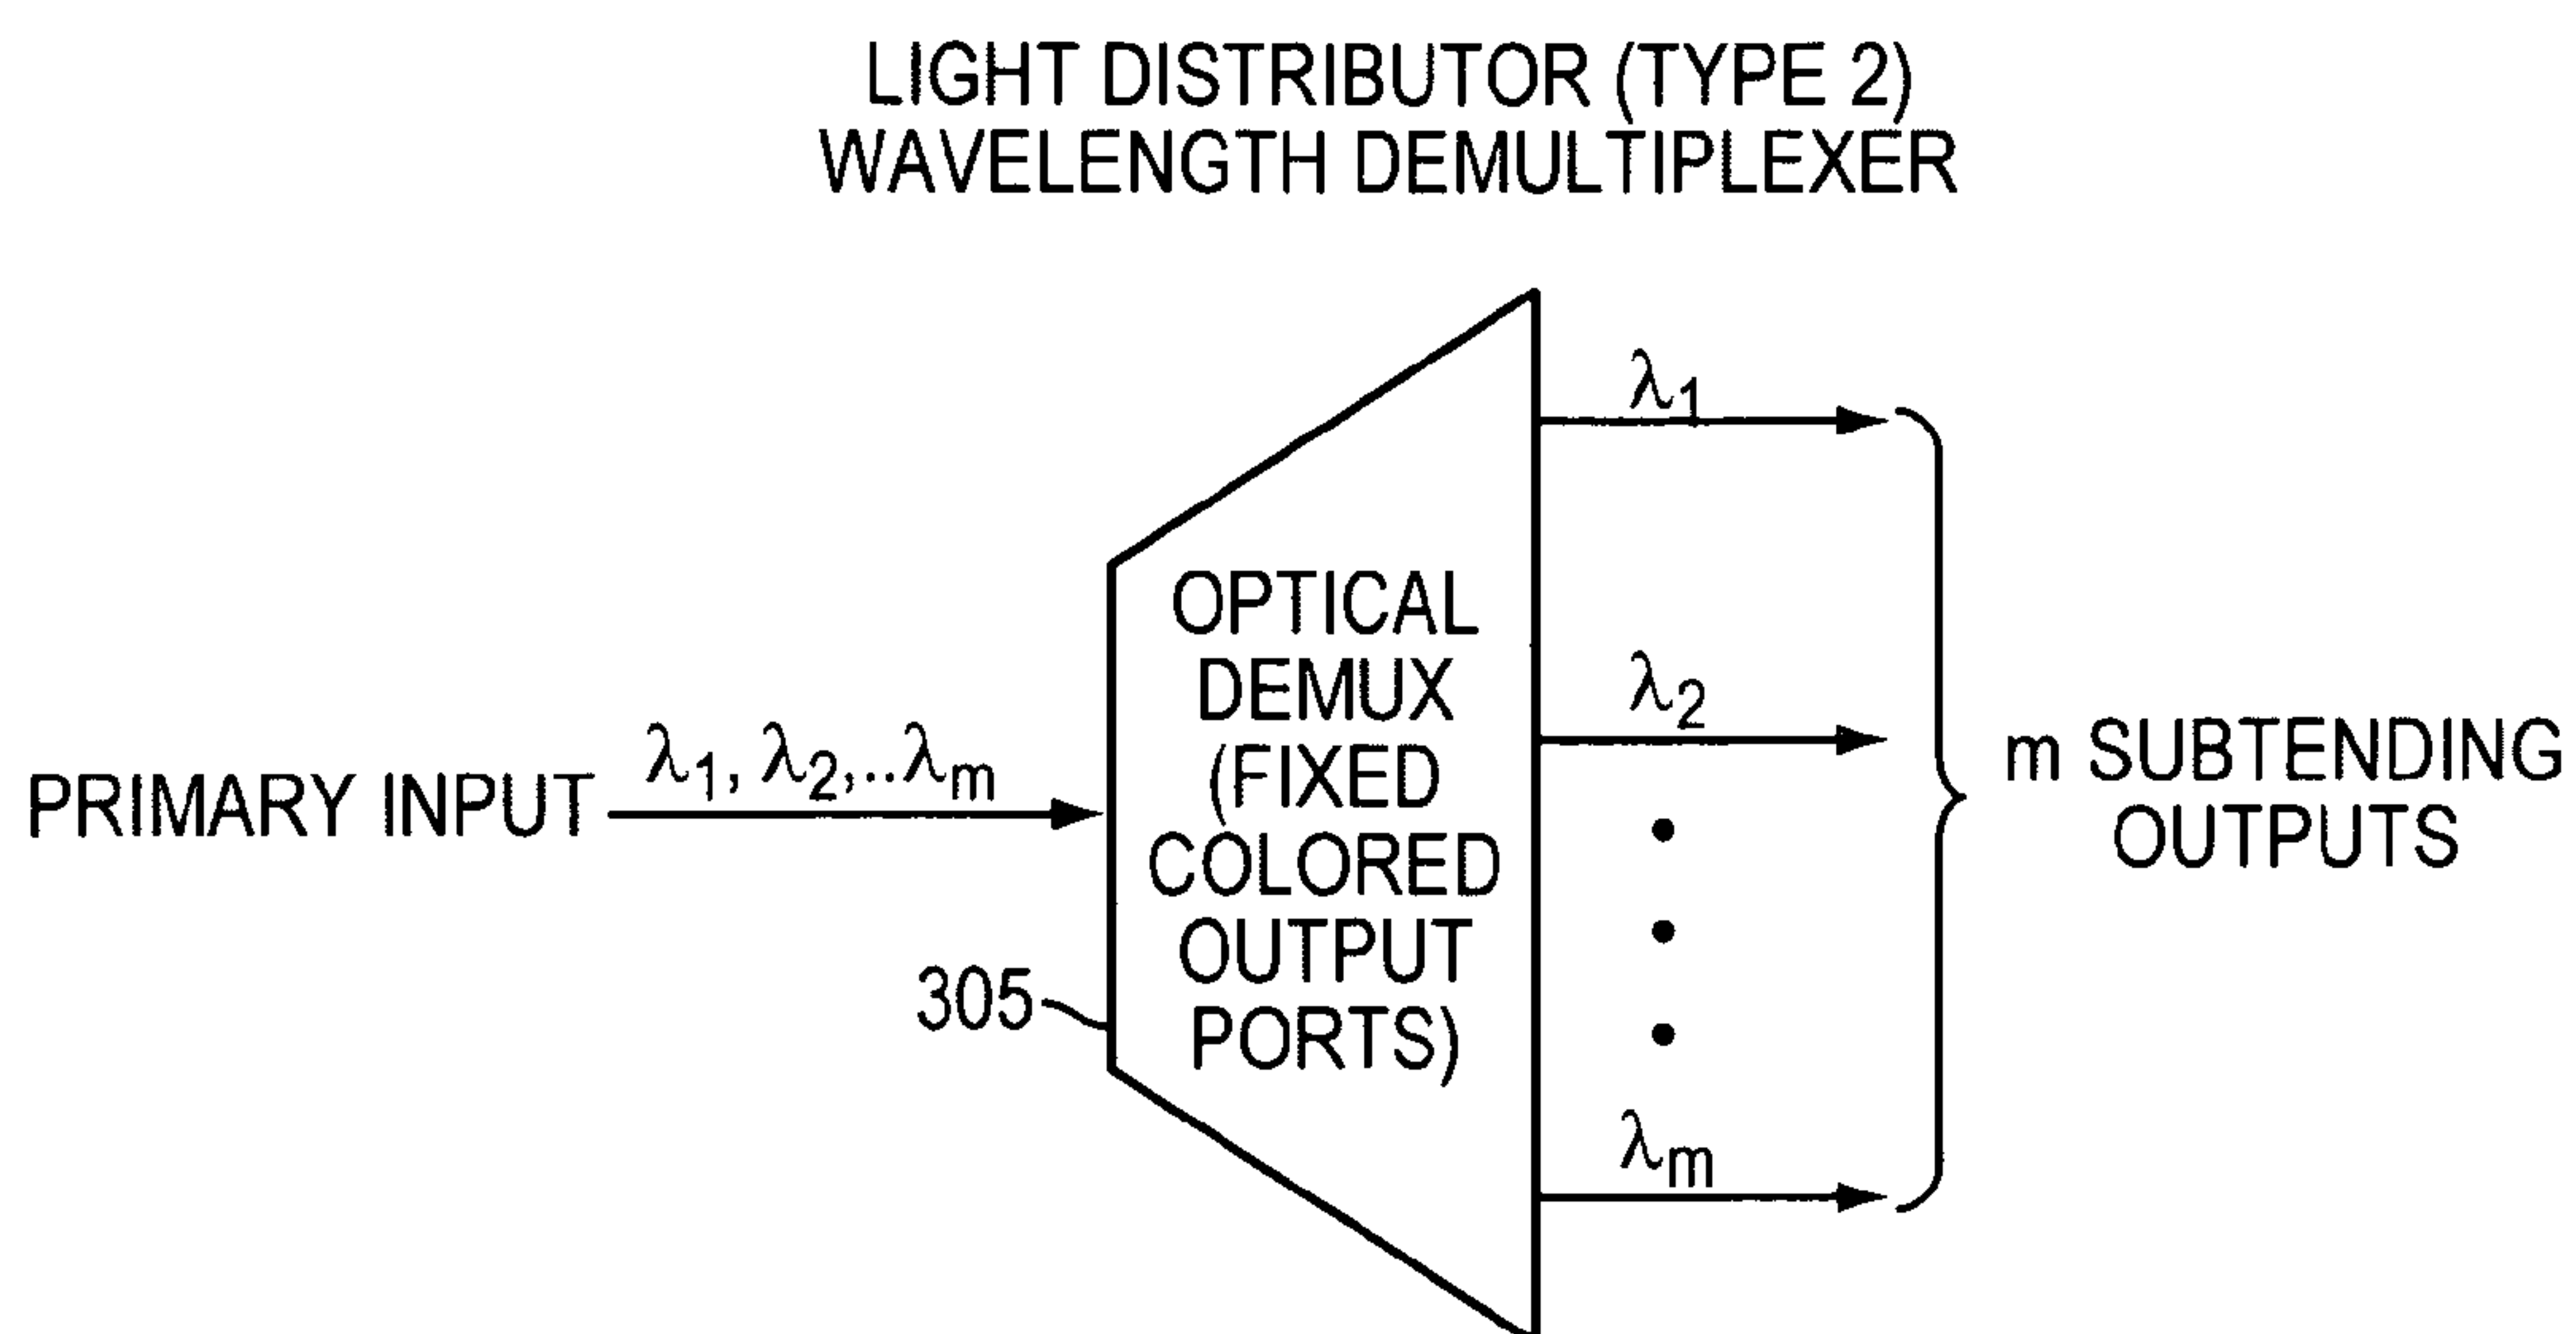 LIGHT DISTRIBUTOR (TYPE 2)
WAVELENGTH DEMULTIPLEXER
PRIMARY INPUT
λ1, λ2,..λm
OPTICAL
DEMUX
(FIXED
COLORED
OUTPUT
PORTS)
305
λ1
λ2
λm
m SUBTENDING
OUTPUTS